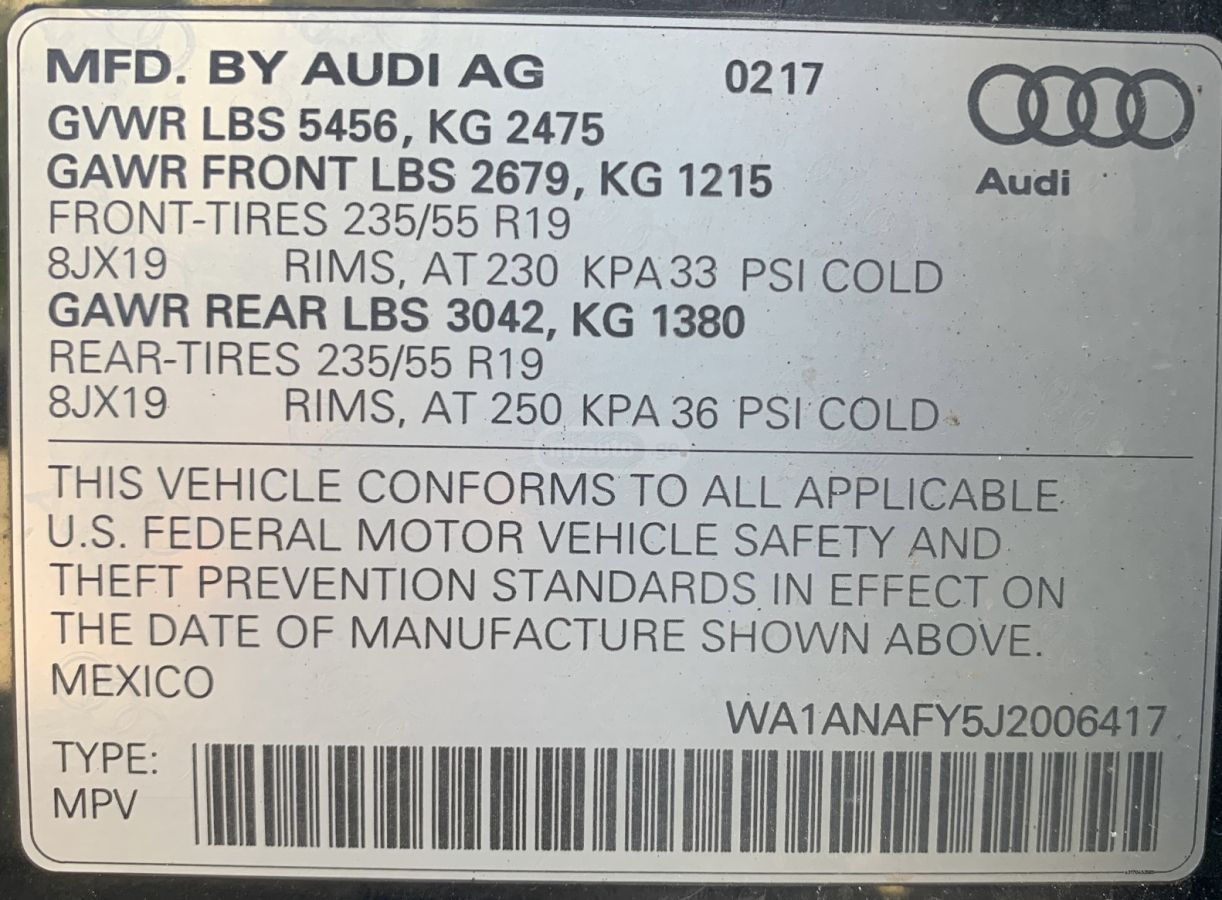 MFD. BY AUDI AG 0217
GVWR LBS 5456, KG 2475
GAWR FRONT LBS 2679, KG 1215
Audi
FRONT-TIRES 235/55 R19
8JX19 RIMS, AT 230 KPA 33 PSI COLD
GAWR REAR LBS 3042, KG 1380
REAR-TIRES 235/55 R19
8JX19 RIMS, AT 250 KPA 36 PSI COLD
THIS VEHICLE CONFORMS TO ALL APPLICABLE
U.S. FEDERAL MOTOR VEHICLE SAFETY AND
THEFT PREVENTION STANDARDS IN EFFECT ON
THE DATE OF MANUFACTURE SHOWN ABOVE.
MEXICO
WA1ANAFY5J2006417
TYPE:
MPV